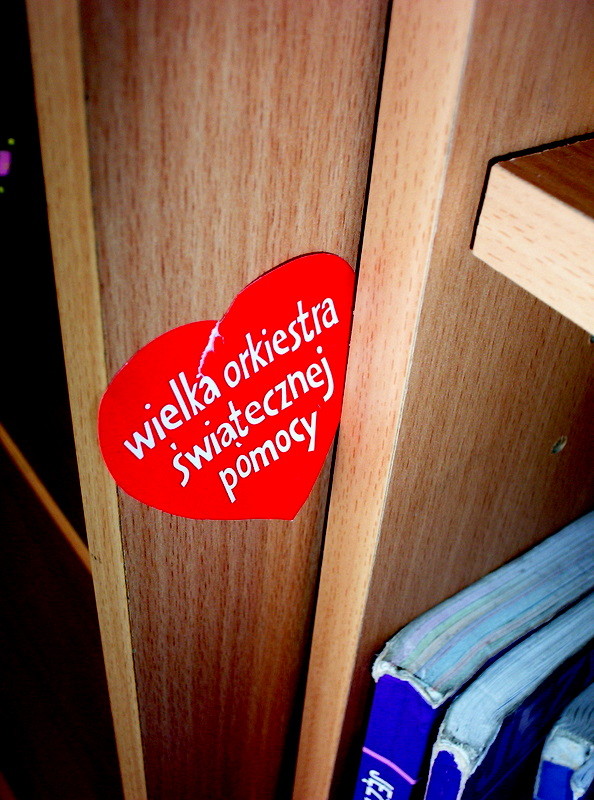 wielka orkiestra
świątecznej
pomocy